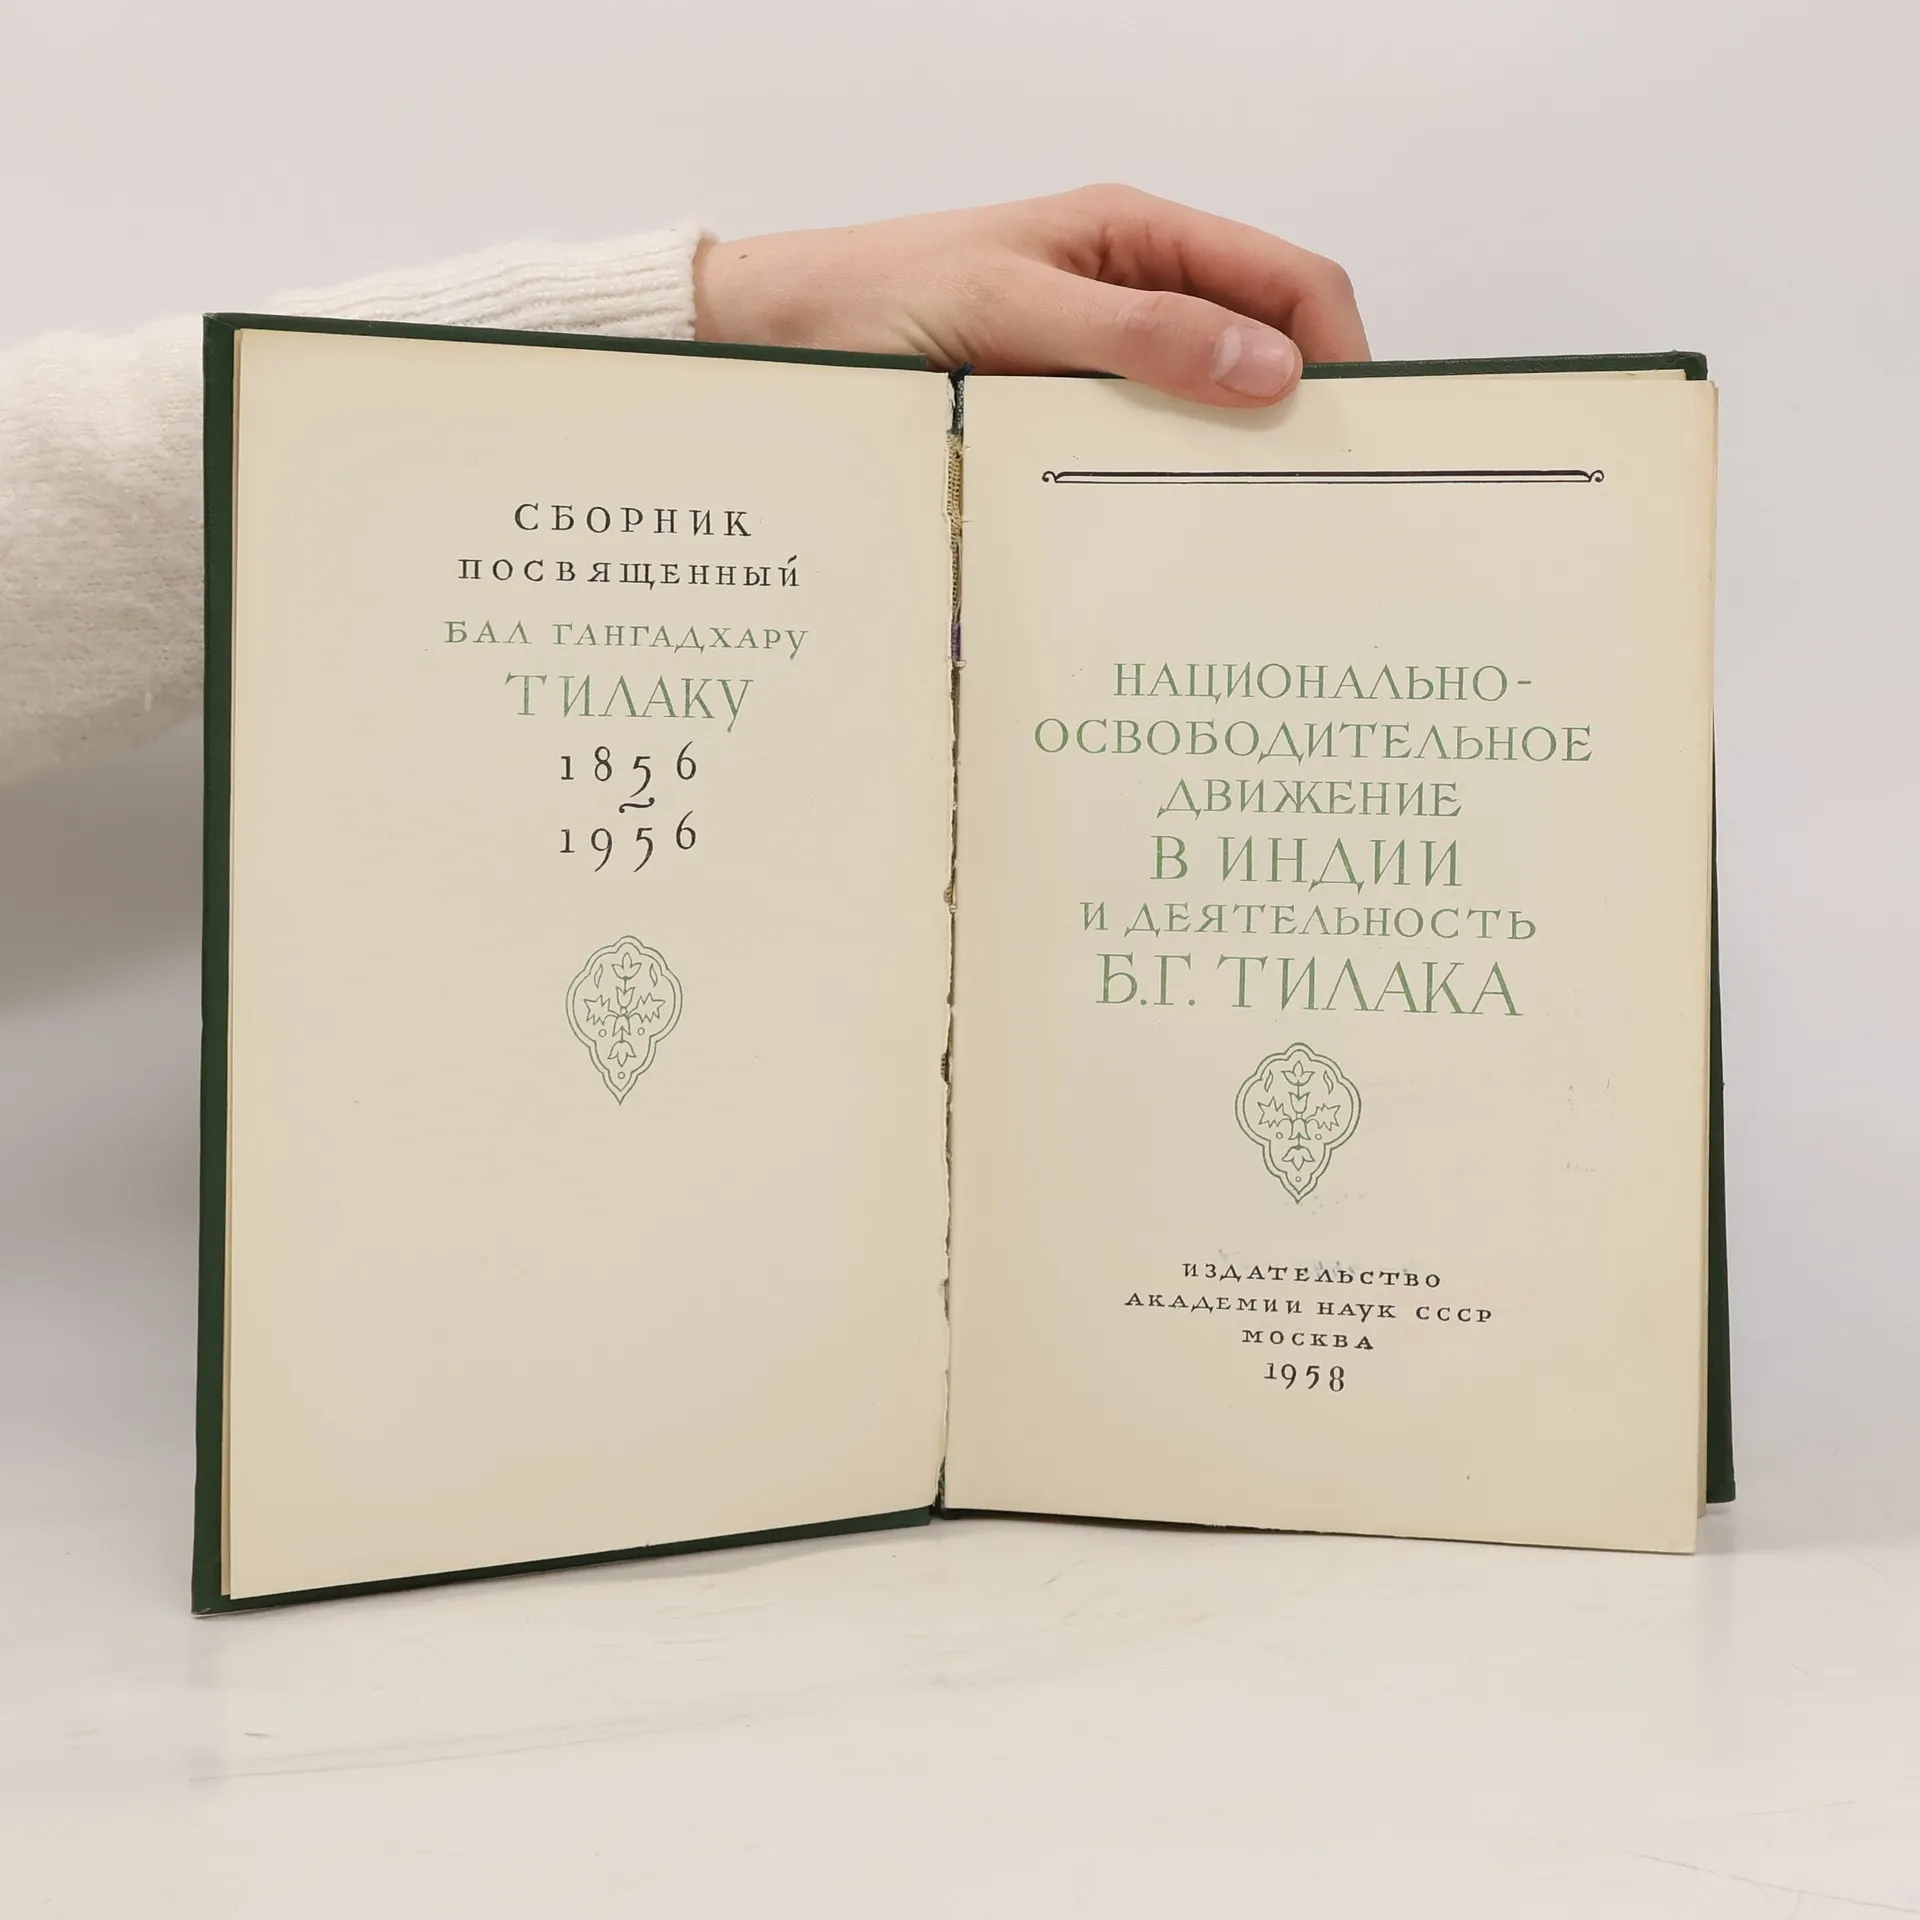 СБОРНИК
ПОСВЯЩЕННЫЙ
БАЛ ГАНГАДХАРУ
ТИЛАКУ
1856
1956
НАЦИОНАЛЬНО-
ОСВОБОДИТЕЛЬНОЕ
ДВИЖЕНИЕ
В ИНДИИ
И ДЕЯТЕЛЬНОСТЬ
Б.Г. ТИЛАКА
ИЗДАТЕЛЬСТВО
АКАДЕМИИ НАУК СССР
МОСКВА
1958